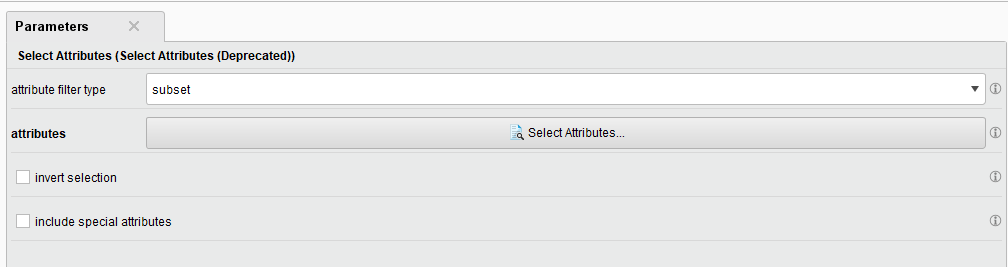 Parameters
Select Attributes (Select Attributes (Deprecated))
attribute filter type subset
attributes Select Attributes...
invert selection
include special attributes